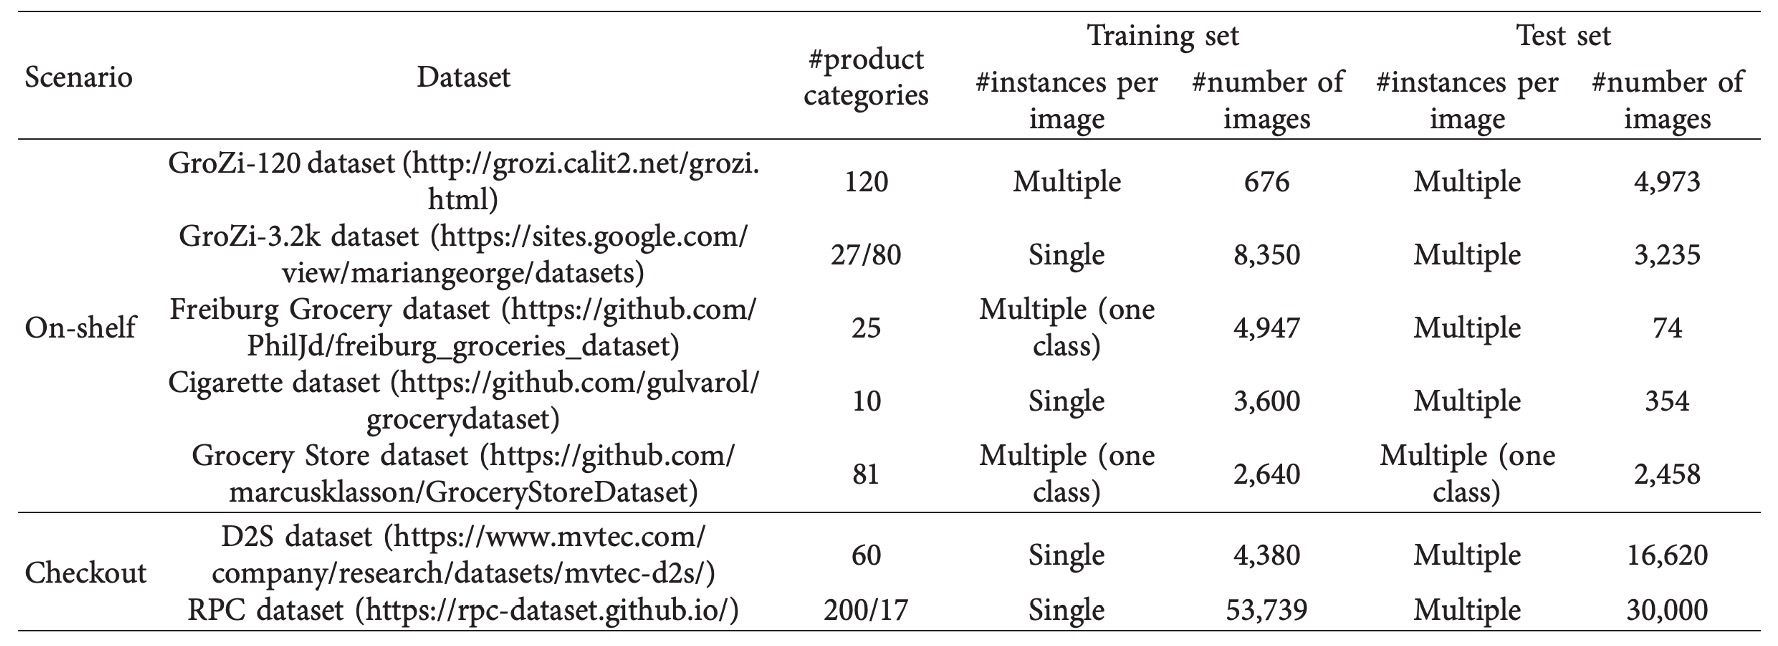 Scenario Dataset #product categories Training set Test set
#instances per image #number of images #instances per image #number of images
On-shelf
GroZi-120 dataset (http://grozi.calit2.net/grozi.
html) 120 Multiple 676 Multiple 4,973
GroZi-3.2k dataset (https://sites.google.com/
view/mariangeorge/datasets) 27/80 Single 8,350 Multiple 3,235
Freiburg Grocery dataset (https://github.com/
PhilJd/freiburg_groceries_dataset) 25 Multiple (one class) 4,947 Multiple 74
Cigarette dataset (https://github.com/gulvarol/
grocerydataset) 10 Single 3,600 Multiple 354
Grocery Store dataset (https://github.com/
marcusklasson/GroceryStoreDataset) 81 Multiple (one class) 2,640 Multiple (one class) 2,458
Checkout
D2S dataset (https://www.mvtec.com/
company/research/datasets/mvtec-d2s/) 60 Single 4,380 Multiple 16,620
RPC dataset (https://rpc-dataset.github.io/) 200/17 Single 53,739 Multiple 30,000